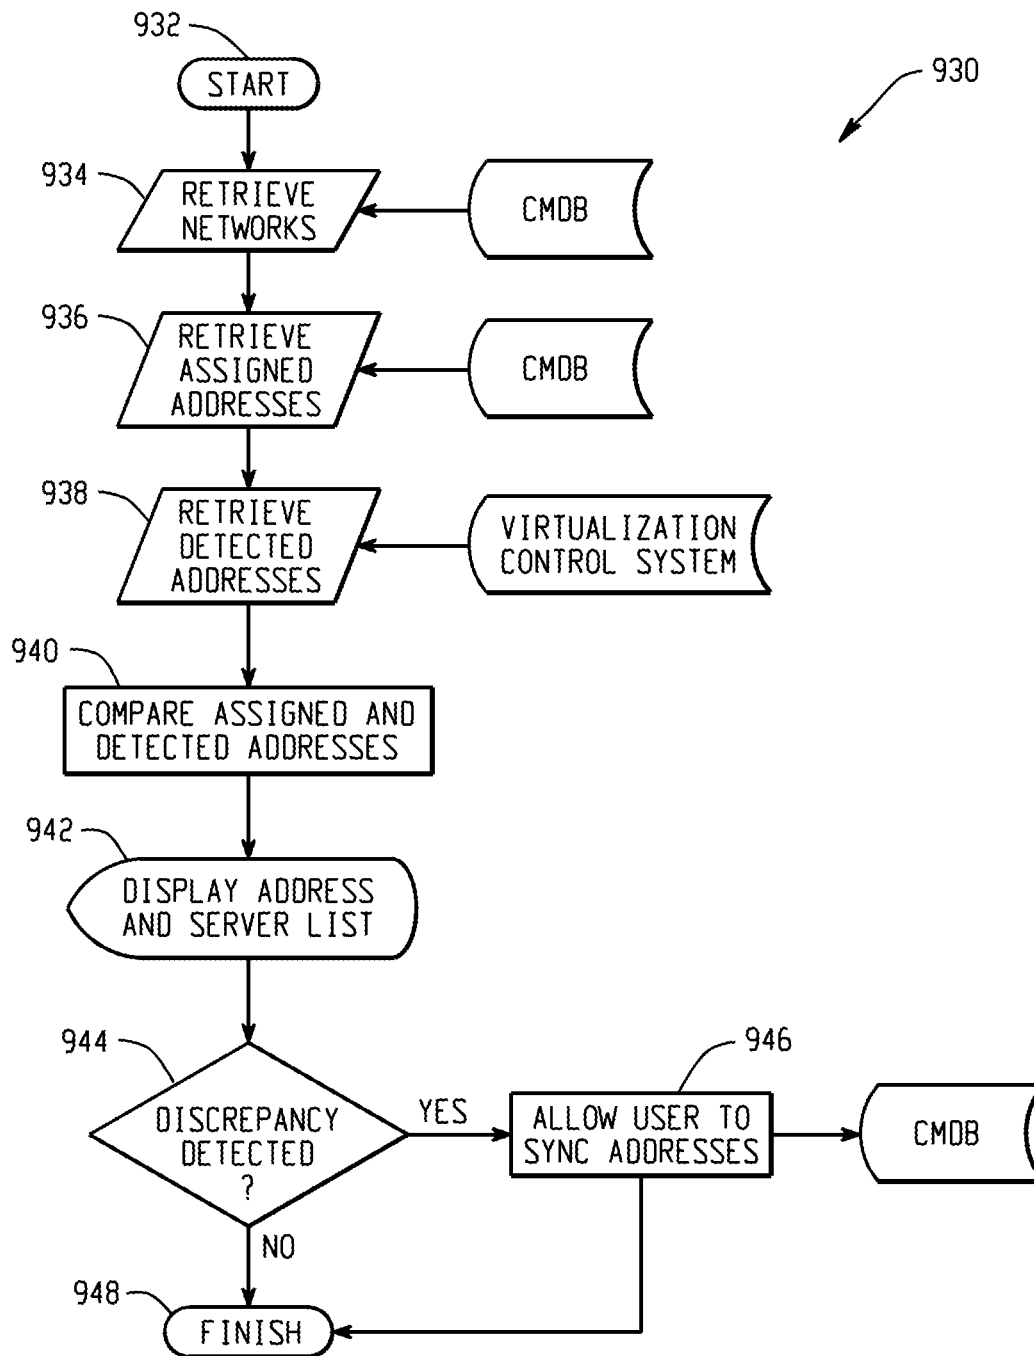 932
START
930
934
RETRIEVE
NETWORKS
CMDB
936
RETRIEVE
ASSIGNED
ADDRESSES
CMDB
938
RETRIEVE
DETECTED
ADDRESSES
VIRTUALIZATION
CONTROL SYSTEM
940
COMPARE ASSIGNED AND
DETECTED ADDRESSES
942
DISPLAY ADDRESS
AND SERVER LIST
944
DISCREPANCY
DETECTED
?
YES
946
ALLOW USER TO
SYNC ADDRESSES
CMDB
NO
948
FINISH